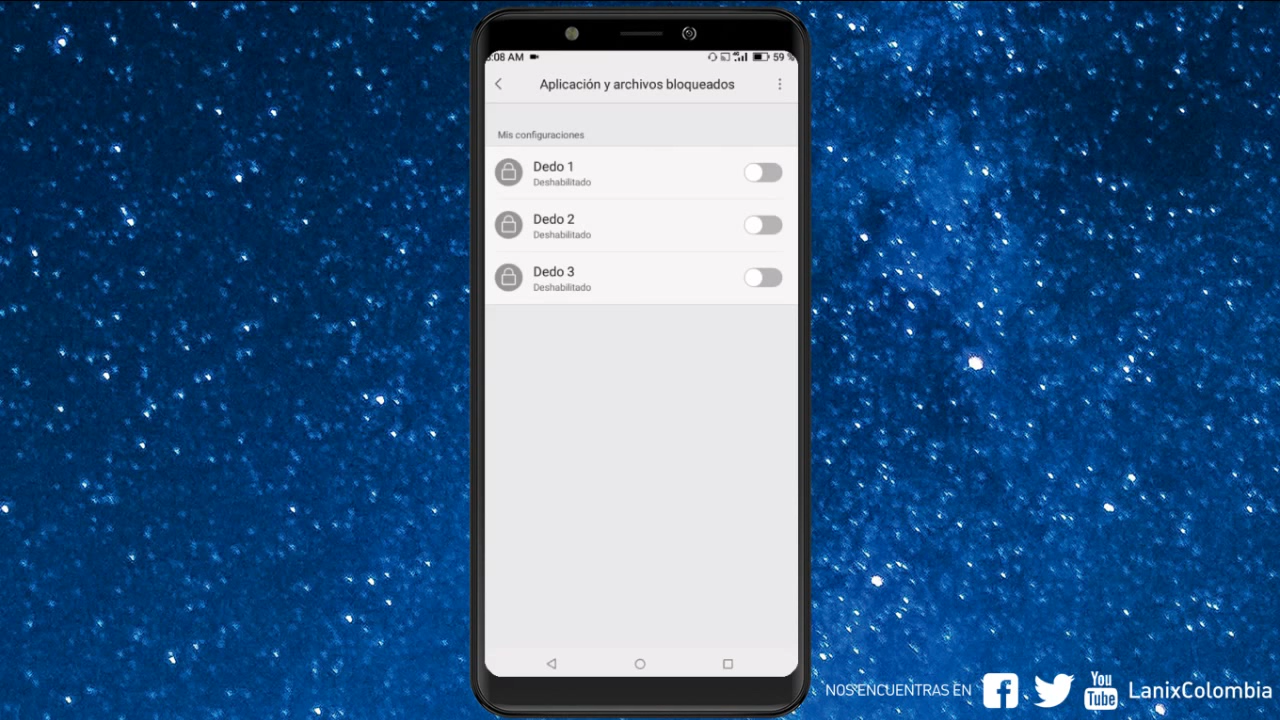 :08 AM 59 %
Aplicación y archivos bloqueados
Mis configuraciones
Dedo 1
Deshabilitado
Dedo 2
Deshabilitado
Dedo 3
Deshabilitado
NOS ENCUENTRAS EN You Tube LanixColombia